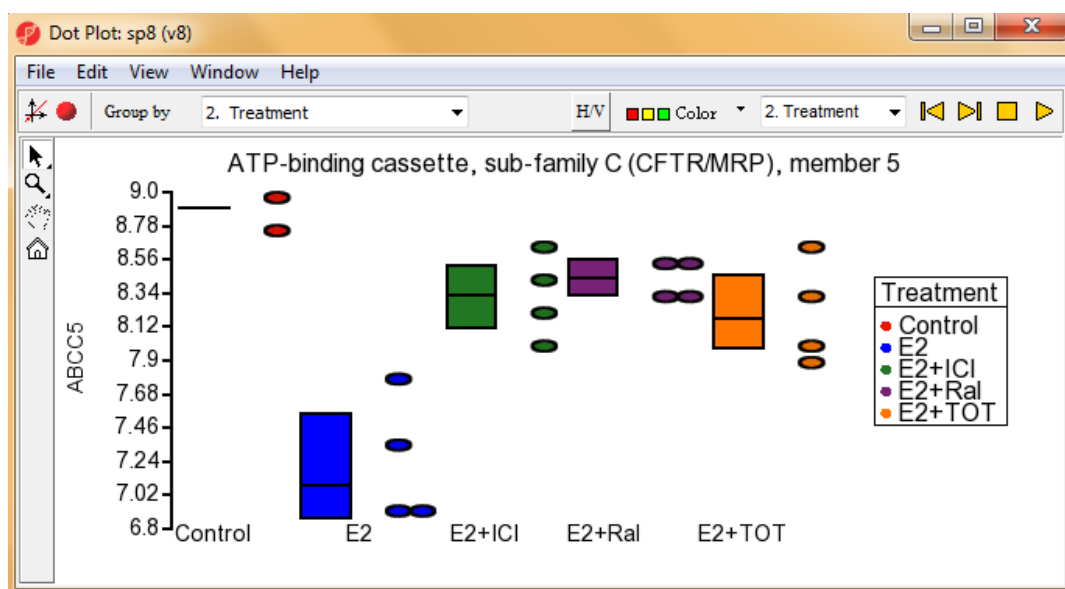 Dot Plot: sp8 (v8)
File Edit View Window Help
Group by 2. Treatment H/V Color 2. Treatment
ATP-binding cassette, sub-family C (CFTR/MRP), member 5
9.0
8.78
8.56
8.34
8.12
7.9
7.68
7.46
7.24
7.02
6.8
ABCC5
Control E2 E2+ICI E2+Ral E2+TOT
Treatment
Control
E2
E2+ICI
E2+Ral
E2+TOT